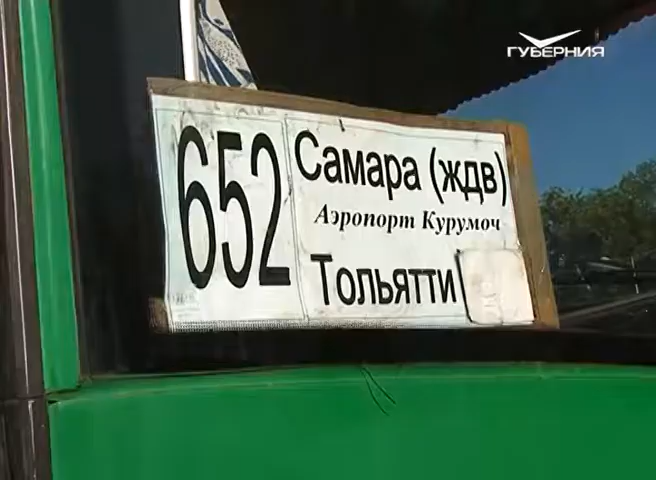 ГУБЕРНИЯ
652
Самара (ждв)
Аэропорт Курумоч
Тольятти